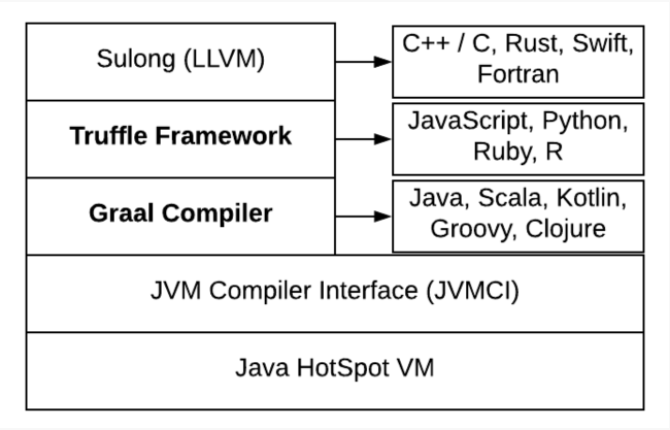 Sulong (LLVM)
C++ / C, Rust, Swift,
Fortran
Truffle Framework
JavaScript, Python,
Ruby, R
Graal Compiler
Java, Scala, Kotlin,
Groovy, Clojure
JVM Compiler Interface (JVMCI)
Java HotSpot VM